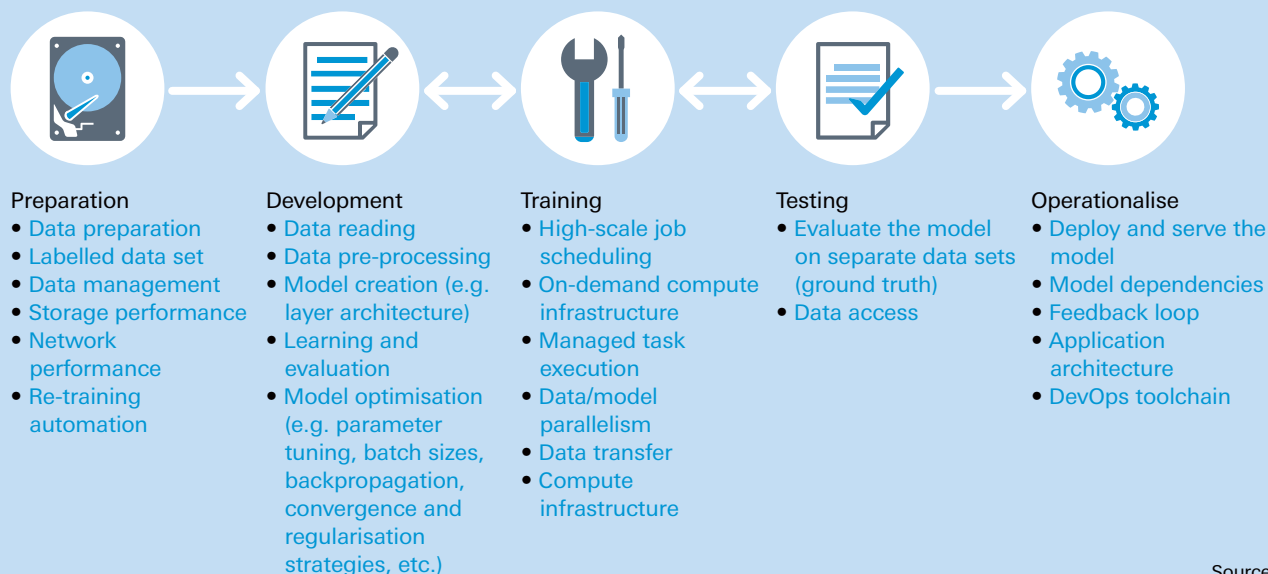 Preparation
• Data preparation
• Labelled data set
• Data management
• Storage performance
• Network
performance
• Re-training
automation
Development
• Data reading
• Data pre-processing
• Model creation (e.g.
layer architecture)
• Learning and
evaluation
• Model optimisation
(e.g. parameter
tuning, batch sizes,
backpropagation,
convergence and
regularisation
strategies, etc.)
Training
• High-scale job
scheduling
• On-demand compute
infrastructure
• Managed task
execution
• Data/model
parallelism
• Data transfer
• Compute
infrastructure
Testing
• Evaluate the model
on separate data sets
(ground truth)
• Data access
Operationalise
• Deploy and serve the
model
• Model dependencies
• Feedback loop
• Application
architecture
• DevOps toolchain
Source